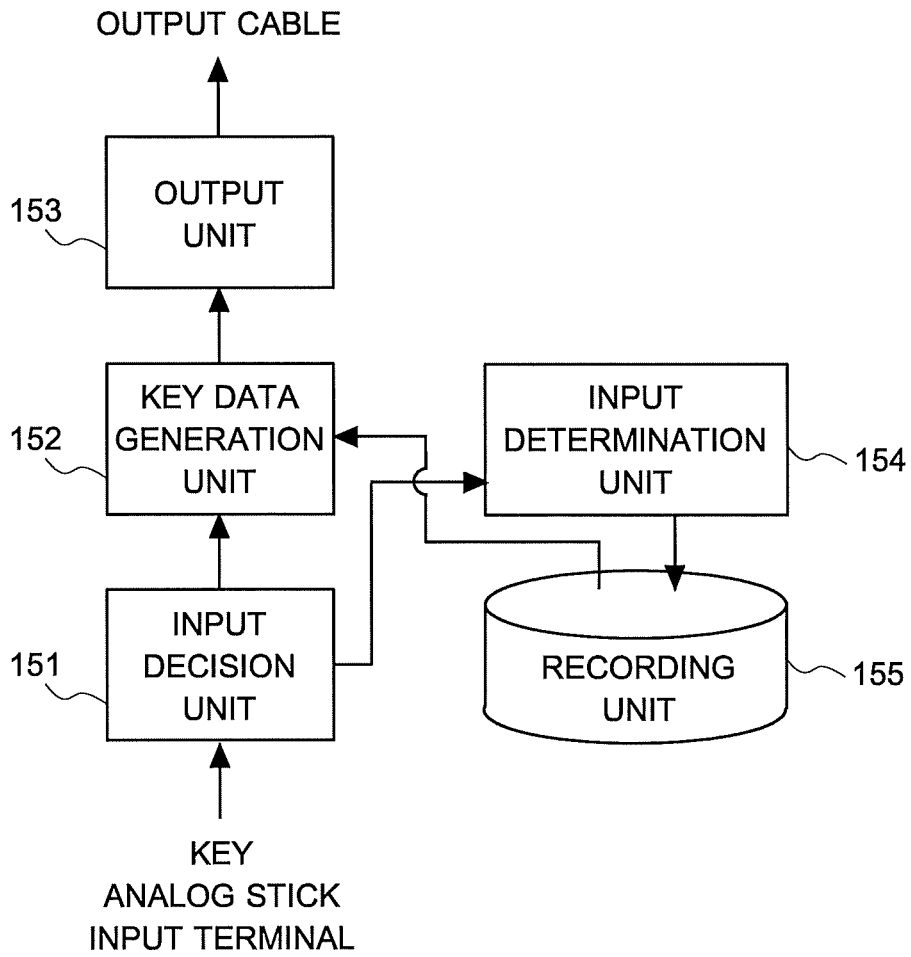 OUTPUT CABLE
OUTPUT
UNIT
153
KEY DATA
GENERATION
UNIT
152
INPUT
DETERMINATION
UNIT
154
INPUT
DECISION
UNIT
151
RECORDING
UNIT
155
KEY
ANALOG STICK
INPUT TERMINAL